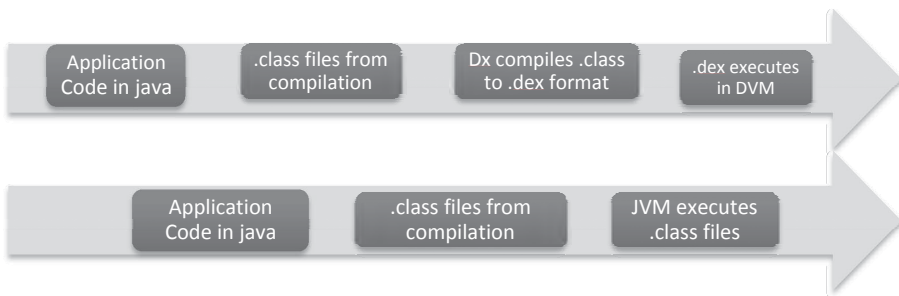 Application
Code in java
.class files from
compilation
Dx compiles .class
to .dex format
.dex executes
in DVM
Application
Code in java
.class files from
compilation
JVM executes
.class files